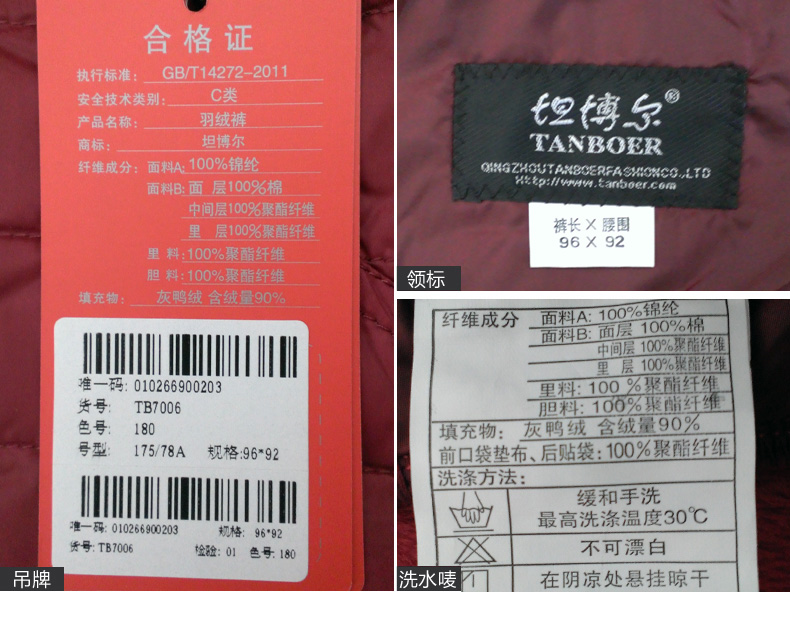 合格证
执行标准: GB/T14272-2011
安全技术类别: C类
产品名称: 羽绒裤
商标: 坦博尔
纤维成分: 面料A: 100%锦纶
面料B: 面 层100%棉
中间层100%聚酯纤维
里 层100%聚酯纤维
里 料: 100%聚酯纤维
胆 料: 100%聚酯纤维
填充物: 灰鸭绒 含绒量90%
唯一码: 010266900203
货号: TB7006
色号: 180
号型: 175/78A 规格:96*92
唯一码: 010266900203 规格: 96*92
货号: TB7006 检验: 01 色号: 180
吊牌
坦博尔®
TANBOER
QINGZHOUTANBOERFASHIONCO.,LTD
Http://www.tanboer.com
裤长 X 腰围
96 X 92
领标
纤维成分 面料A: 100%锦纶
面料B: 面层 100%棉
中间层 100%聚酯纤维
里 层 100%聚酯纤维
里料: 100%聚酯纤维
胆料: 100%聚酯纤维
填充物: 灰鸭绒 含绒量90%
前口袋垫布、后贴袋: 100%聚酯纤维
洗涤方法:
缓和手洗
最高洗涤温度30℃
不可漂白
在阴凉处悬挂晾干
洗水唛